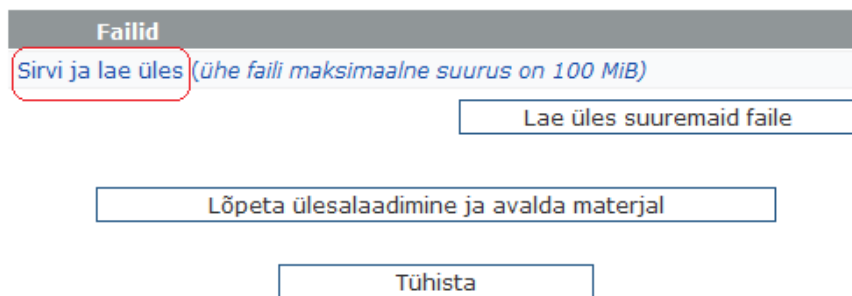 Failid
Sirvi ja lae üles (ühe faili maksimaalne suurus on 100 MiB)
Lae üles suuremaid faile
Lõpeta ülesalaadimine ja avalda materjal
Tühista